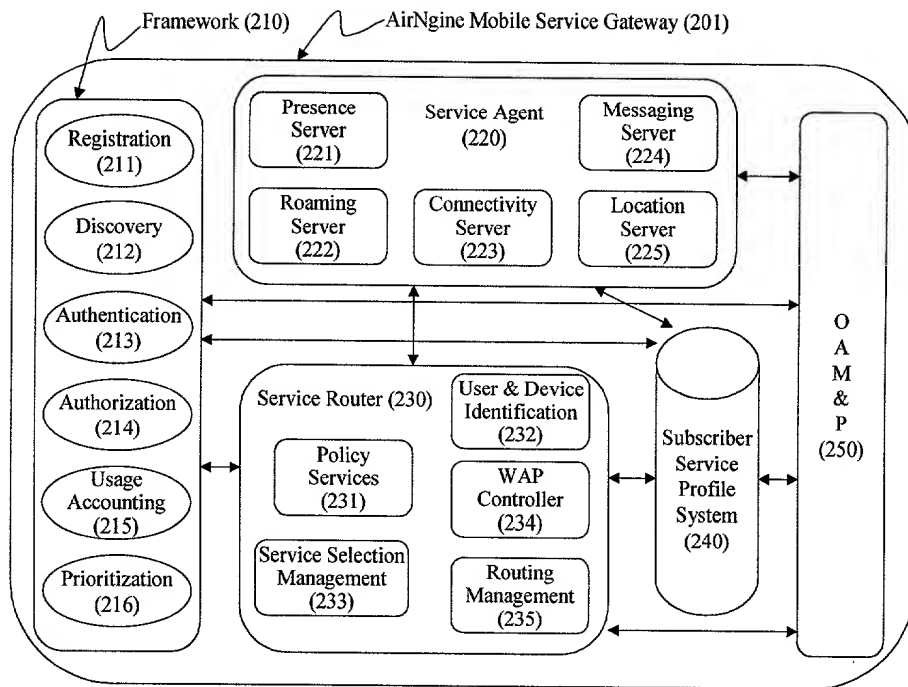 Framework (210)
AirNgine Mobile Service Gateway (201)
Registration
(211)
Discovery
(212)
Authentication
(213)
Authorization
(214)
Usage
Accounting
(215)
Prioritization
(216)
Presence
Server
(221)
Service Agent
(220)
Messaging
Server
(224)
Roaming
Server
(222)
Connectivity
Server
(223)
Location
Server
(225)
Service Router (230)
User & Device
Identification
(232)
Policy
Services
(231)
WAP
Controller
(234)
Service Selection
Management
(233)
Routing
Management
(235)
Subscriber
Service
Profile
System
(240)
O
A
M
&
P
(250)